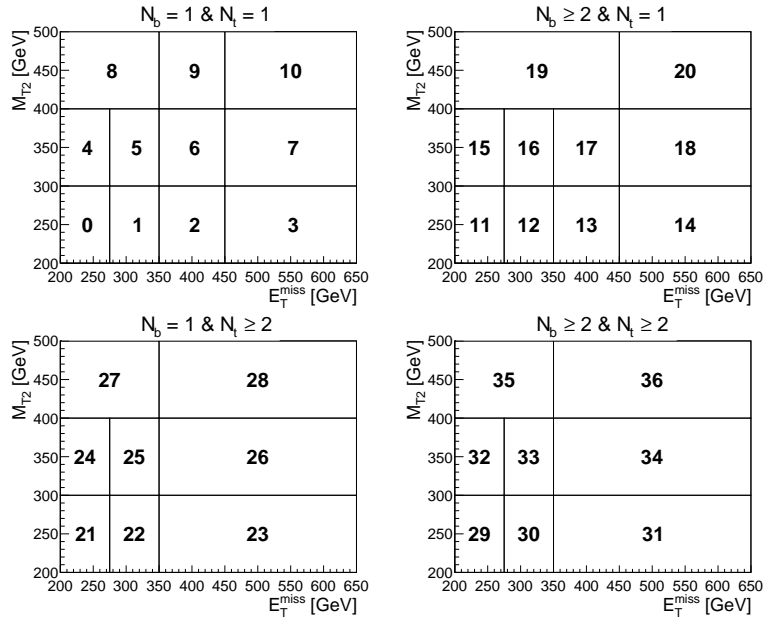 N_b = 1 & N_t = 1
M_T2 [GeV]
500
450
400
350
300
250
200
8 9 10
4 5 6 7
0 1 2 3
200 250 300 350 400 450 500 550 600 650
E_T^miss [GeV]
N_b ≥ 2 & N_t = 1
M_T2 [GeV]
500
450
400
350
300
250
200
19 20
15 16 17 18
11 12 13 14
200 250 300 350 400 450 500 550 600 650
E_T^miss [GeV]
N_b = 1 & N_t ≥ 2
M_T2 [GeV]
500
450
400
350
300
250
200
27 28
24 25 26
21 22 23
200 250 300 350 400 450 500 550 600 650
E_T^miss [GeV]
N_b ≥ 2 & N_t ≥ 2
M_T2 [GeV]
500
450
400
350
300
250
200
35 36
32 33 34
29 30 31
200 250 300 350 400 450 500 550 600 650
E_T^miss [GeV]